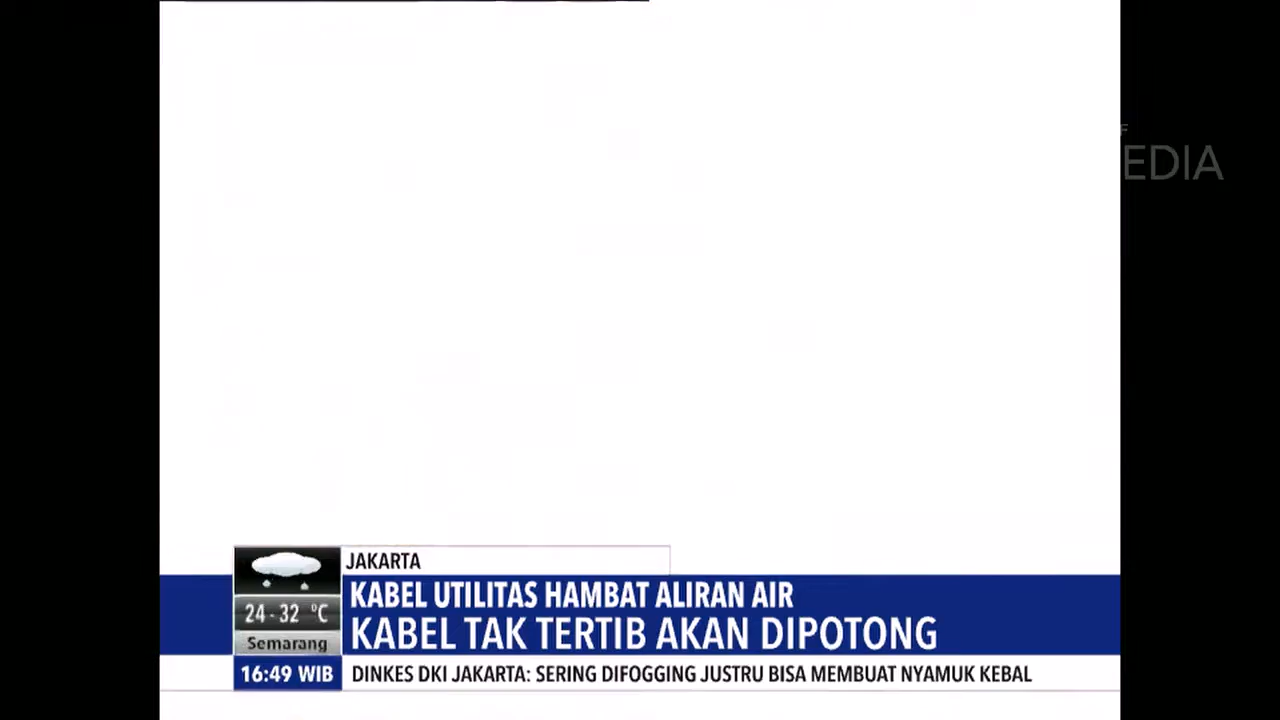 F
EDIA
JAKARTA
KABEL UTILITAS HAMBAT ALIRAN AIR
24 - 32 °C
KABEL TAK TERTIB AKAN DIPOTONG
Semarang
16:49 WIB
DINKES DKI JAKARTA: SERING DIFOGGING JUSTRU BISA MEMBUAT NYAMUK KEBAL